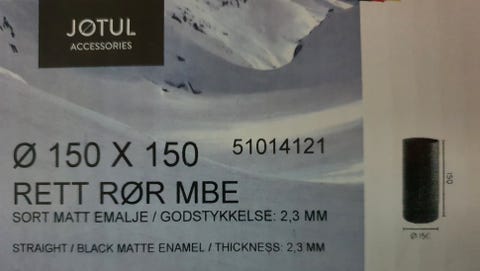 JØTUL
ACCESSORIES
Ø 150 X 150
51014121
RETT RØR MBE
SORT MATT EMALJE / GODSTYKKELSE: 2,3 MM
STRAIGHT / BLACK MATTE ENAMEL / THICKNESS: 2,3 MM
150
Ø 150